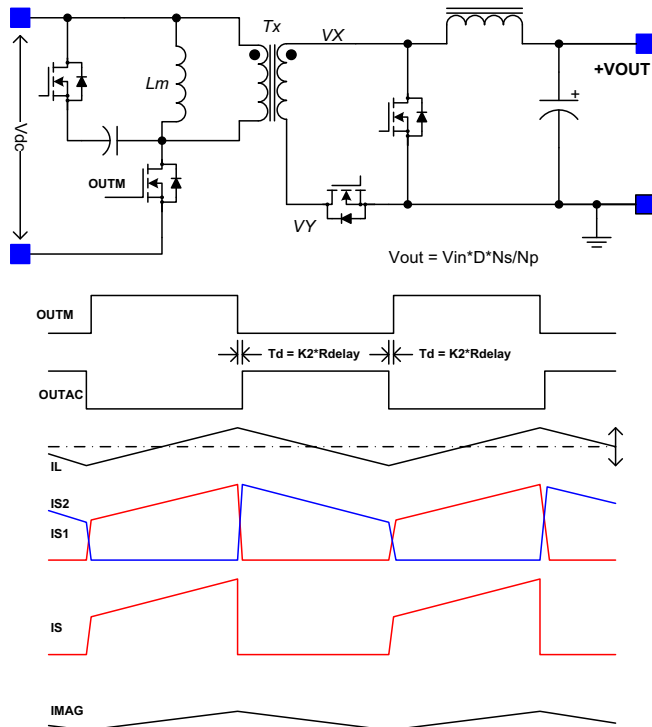 Tx
VX
Lm
+VOUT
+
Vdc
OUTM
VY
Vout = Vin*D*Ns/Np
OUTM
Td = K2*Rdelay
Td = K2*Rdelay
OUTAC
IL
IS2
IS1
IS
IMAG